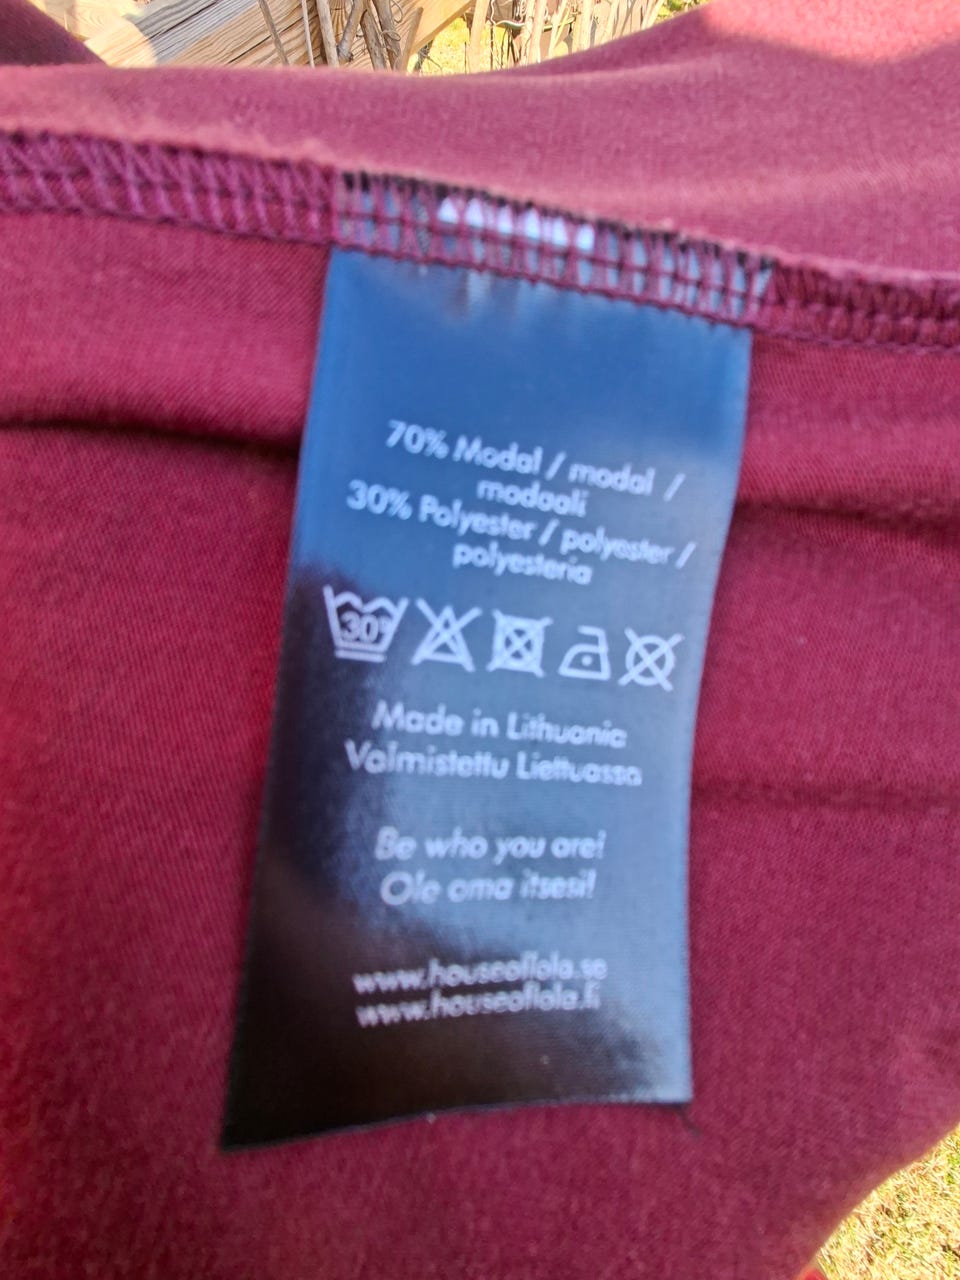 70% Modal / modal /
modaali
30% Polyester / polyester /
polyesteria
30°
Made in Lithuania
Valmistettu Liettuassa
Be who you are!
Ole oma itsesi!
www.houseoflola.se
www.houseoflola.fi